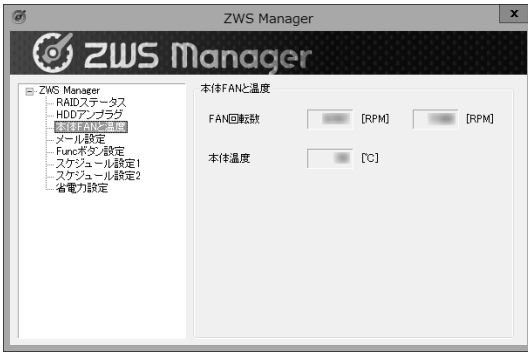 ZWS Manager
x
ZWS Manager
ZWS Manager
RAIDステータス
HDDアンプラグ
本体FANと温度
メール設定
Funcボタン設定
スケジュール設定1
スケジュール設定2
省電力設定
本体FANと温度
FAN回転数 [RPM] [RPM]
本体温度 [℃]